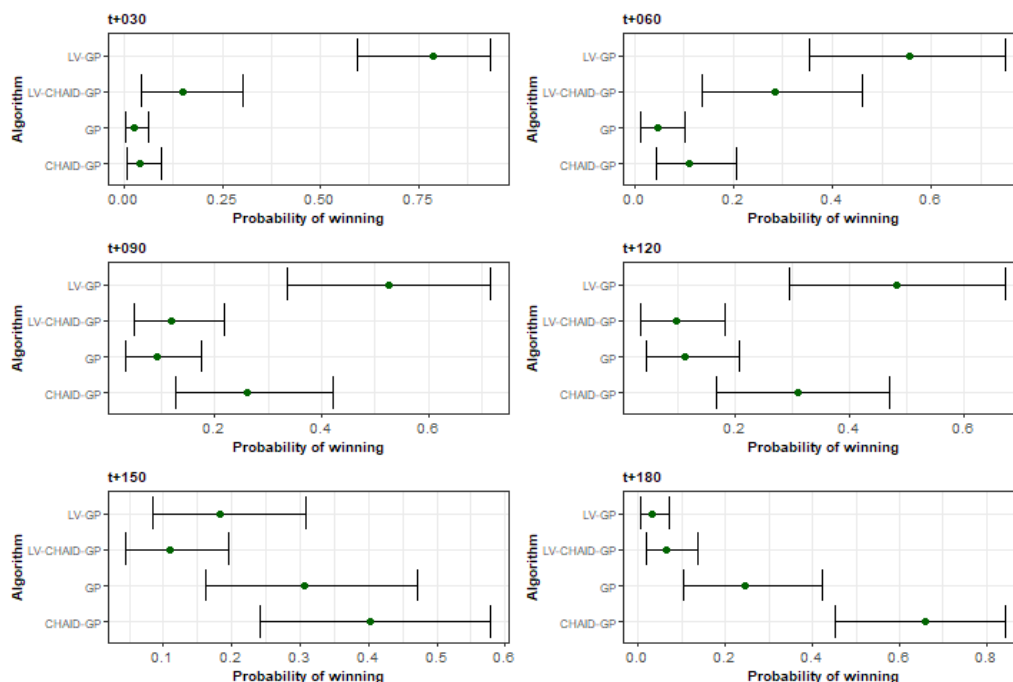 t+030
Algorithm
LV-GP
LV-CHAID-GP
GP
CHAID-GP
0.00 0.25 0.50 0.75
Probability of winning
t+060
Algorithm
LV-GP
LV-CHAID-GP
GP
CHAID-GP
0.0 0.2 0.4 0.6
Probability of winning
t+090
Algorithm
LV-GP
LV-CHAID-GP
GP
CHAID-GP
0.2 0.4 0.6
Probability of winning
t+120
Algorithm
LV-GP
LV-CHAID-GP
GP
CHAID-GP
0.2 0.4 0.6
Probability of winning
t+150
Algorithm
LV-GP
LV-CHAID-GP
GP
CHAID-GP
0.1 0.2 0.3 0.4 0.5 0.6
Probability of winning
t+180
Algorithm
LV-GP
LV-CHAID-GP
GP
CHAID-GP
0.0 0.2 0.4 0.6 0.8
Probability of winning